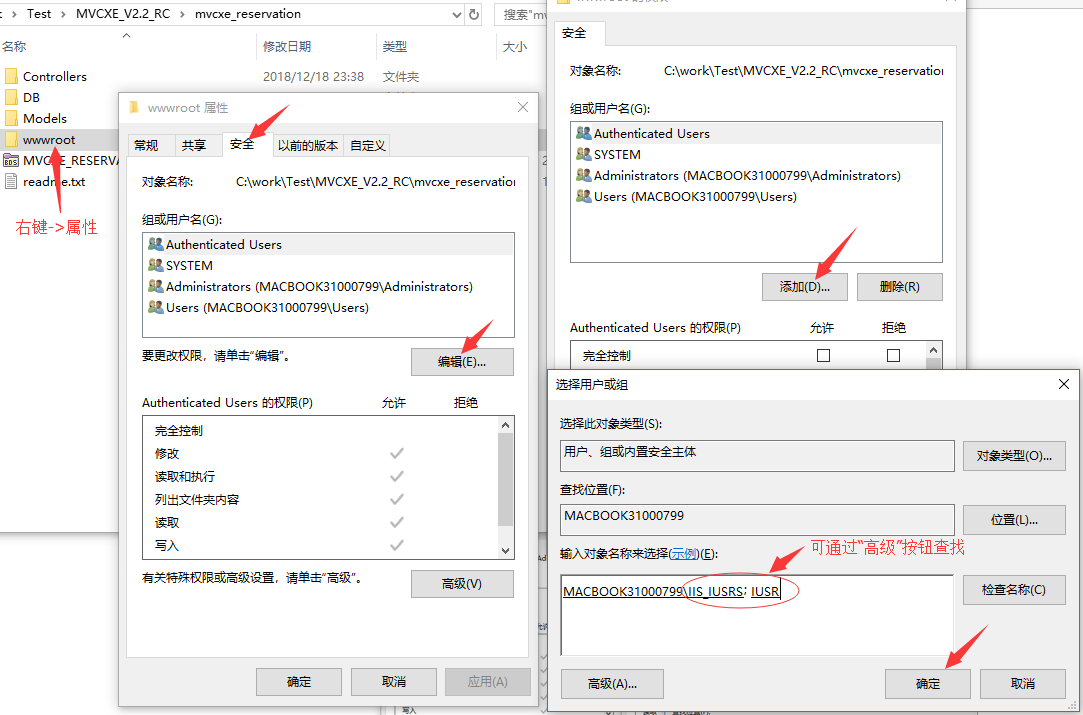 Test > MVCXE_V2.2_RC > mvcxe_reservation
搜索"mv
名称
修改日期
类型
大小
Controllers
2018/12/18 23:38
文件夹
DB
Models
wwwroot
MVCXE_RESERVA
readme.txt
右键->属性
wwwroot 属性
常规
共享
安全
以前的版本
自定义
对象名称:
C:\work\Test\MVCXE_V2.2_RC\mvcxe_reservation
组或用户名(G):
Authenticated Users
SYSTEM
Administrators (MACBOOK31000799\Administrators)
Users (MACBOOK31000799\Users)
要更改权限，请单击"编辑"。
编辑(E)...
Authenticated Users 的权限(P)
允许
拒绝
完全控制
修改
读取和执行
列出文件夹内容
读取
写入
有关特殊权限或高级设置，请单击"高级"。
高级(V)
确定
取消
应用(A)
安全
对象名称:
C:\work\Test\MVCXE_V2.2_RC\mvcxe_reservation
组或用户名(G):
Authenticated Users
SYSTEM
Administrators (MACBOOK31000799\Administrators)
Users (MACBOOK31000799\Users)
添加(D)...
删除(R)
Authenticated Users 的权限(P)
允许
拒绝
完全控制
选择用户或组
选择此对象类型(S):
用户、组或内置安全主体
对象类型(O)...
查找位置(F):
MACBOOK31000799
位置(L)...
输入对象名称来选择(示例)(E):
可通过"高级"按钮查找
MACBOOK31000799\IIS_IUSRS; IUSR
检查名称(C)
高级(A)...
确定
取消
写入